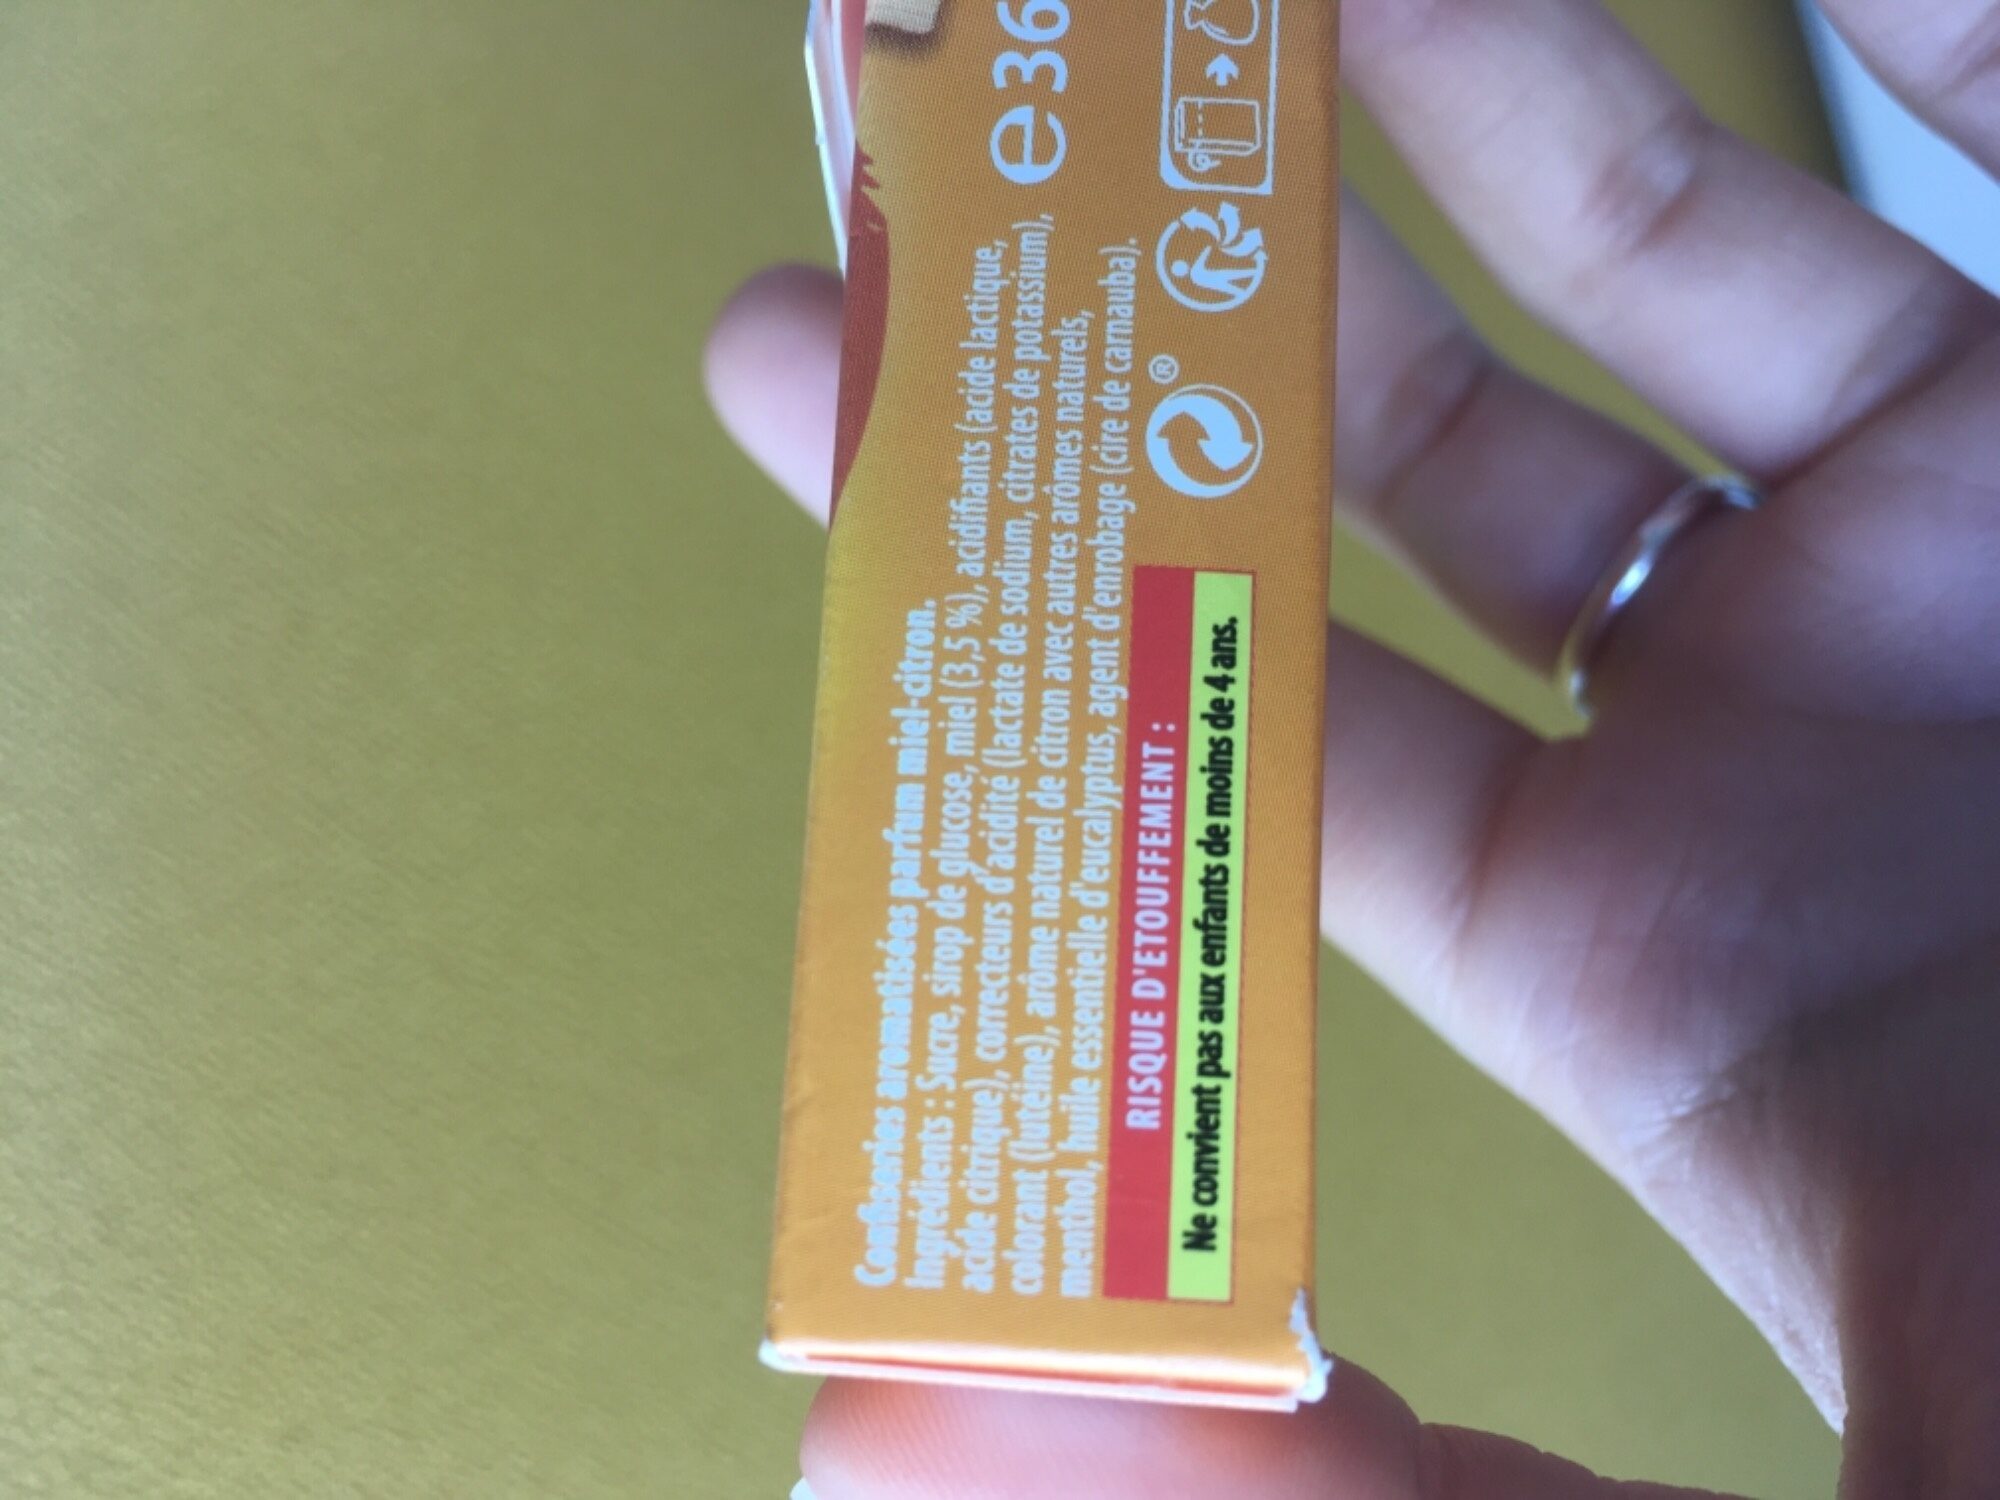 Confiseries aromatisées parfum miel-citron.
Ingrédients : Sucre, sirop de glucose, miel (3,5 %), acidifiants (acide lactique,
acide citrique), correcteurs d'acidité (lactate de sodium, citrates de potassium),
colorant (lutéine), arôme naturel de citron avec autres arômes naturels,
menthol, huile essentielle d'eucalyptus, agent d'enrobage (cire de carnauba).
RISQUE D'ETOUFFEMENT :
Ne convient pas aux enfants de moins de 4 ans.
®
e 36